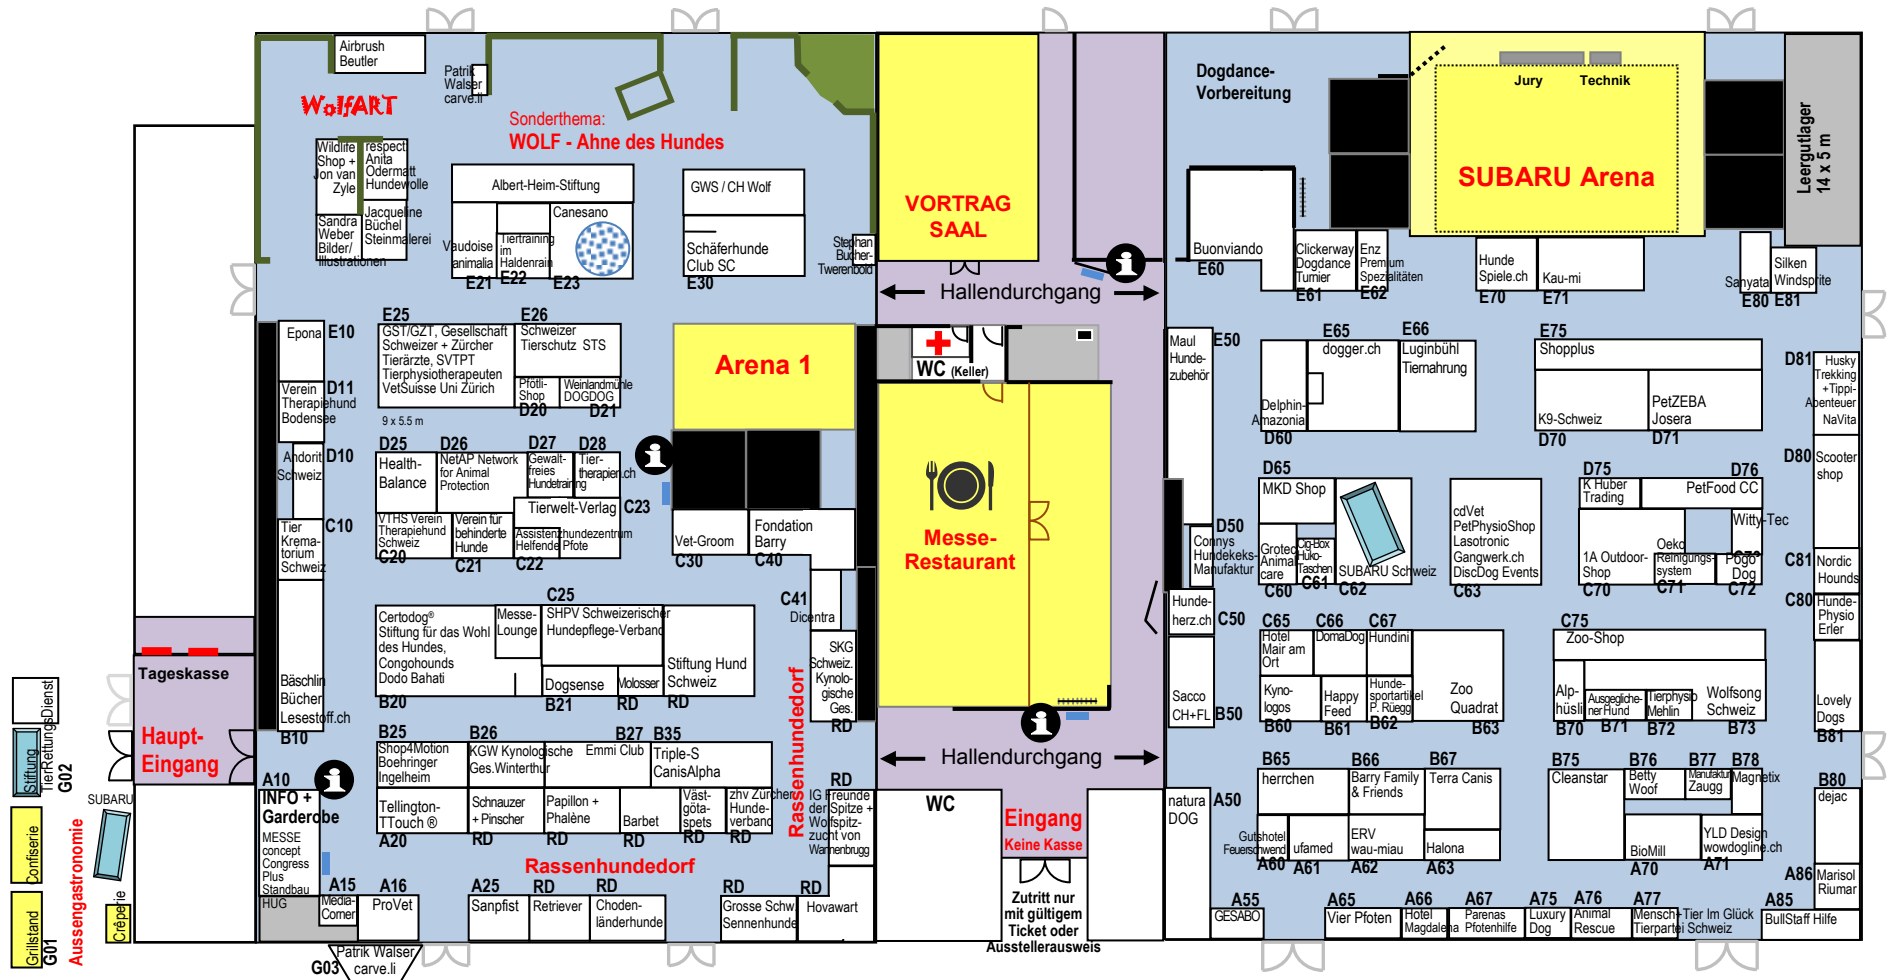 Airbrush
Beutler
Patrik
Walser
carve.li
WolfART
Sonderthema:
WOLF - Ahne des Hundes
Wildlife
Shop +
Jon van
Zyle
respect
Anita
Odermatt
Hundewolle
Sandra
Weber
Bilder/
Illustrationen
Jacqueline
Büchel
Steinmalerei
Albert-Heim-Stiftung
Vaudoise
animalia
E21
Tiertraining
im
Haldenrain
E22
Canesano
E23
GWS / CH Wolf
Schäferhunde
Club SC
E30
Stephan
Bucher-
Twerenbold
VORTRAG
SAAL
Hallendurchgang
Dogdance-
Vorbereitung
Jury
Technik
SUBARU Arena
Leergutlager
14 x 5 m
Buonviando
E60
Clickerway
Dogdance
Turnier
E61
Enz
Premium
Spezialitäten
E62
Hunde
Spiele.ch
E70
Kau-mi
E71
Sanyata
E80
Silken
Windsprite
E81
Epona
E10
Verein
Therapiehund
Bodensee
D11
Andorit
Schweiz
D10
Tier
Krema-
torium
Schweiz
C10
Bäschlin
Bücher
Lesestoff.ch
B10
E25
GST/GZT, Gesellschaft
Schweizer + Zürcher
Tierärzte, SVTPT
Tierphysiotherapeuten
VetSuisse Uni Zürich
9 x 5.5 m
E26
Schweizer
Tierschutz STS
Pfötli-
Shop
D20
Weinlandmühle
DOGDOG
D21
Arena 1
D25
Health-
Balance
D26
NetAP Network
for Animal
Protection
D27
Gewalt-
freies
Hundetraining
D28
Tier-
therapien.ch
Tierwelt-Verlag
C23
VTHS Verein
Therapiehund
Schweiz
C20
Verein für
behinderte
Hunde
C21
Assistenzhundezentrum
Helfende Pfote
C22
Vet-Groom
C30
Fondation
Barry
C40
C41
Dicentra
SKG
Schweiz.
Kynolo-
gische
Ges.
RD
Certodog®
Stiftung für das Wohl
des Hundes,
Congohounds
Dodo Bahati
B20
Messe-
Lounge
C25
SHPV Schweizerischer
Hundepflege-Verband
Dogsense
B21
Molosser
RD
Stiftung Hund
Schweiz
RD
Rassenhundedorf
B25
Shop4Motion
Boehringer
Ingelheim
B26
KGW Kynologische
Ges.Winterthur
B27
Emmi Club
B35
Triple-S
CanisAlpha
Tellington-
TTouch ®
A20
Schnauzer
+ Pinscher
RD
Papillon +
Phalène
RD
Barbet
RD
Väst-
göta-
spets
RD
zhv Zürcher
Hunde-
verband
RD
RD
IG Freunde
der Spitze +
Wolfspitz-
zucht von
Wannenbrugg
Rassenhundedorf
A10
INFO +
Garderobe
MESSE
concept
Congress
Plus
Standbau
HUG
A15
Media-
Corner
A16
ProVet
A25
Sanpfist
RD
Retriever
RD
Choden-
länderhunde
RD
Grosse Schw.
Sennenhunde
RD
Hovawart
Patrik Walser
carve.li
G03
Tageskasse
Haupt-
Eingang
Stiftung
TierRettungsDienst
G02
SUBARU
Confiserie
Grillstand
G01
Aussengastronomie
Crêperie
WC (Keller)
Messe-
Restaurant
Hallendurchgang
WC
Eingang
Keine Kasse
Zutritt nur
mit gültigem
Ticket oder
Ausstellerausweis
Maul
Hunde-
zubehör
E50
D50
Connys
Hundekeks-
Manufaktur
Hunde-
herz.ch
C50
Sacco
CH+FL
B50
natura
DOG
A50
A55
GESABO
Delphin-
Amazonia
D60
E65
dogger.ch
E66
Luginbühl
Tiernahrung
E75
Shopplus
K9-Schweiz
D70
PetZEBA
Josera
D71
D81
Husky
Trekking
+Tippi-
Abenteuer
NaVita
D80
Scooter
shop
D65
MKD Shop
Grotec
Animal
care
C60
Cig-Box
Huko-
Taschen
C61
SUBARU Schweiz
C62
cdVet
PetPhysioShop
Lasotronic
Gangwerk.ch
DiscDog Events
C63
D75
K Huber
Trading
D76
PetFood CC
Witty-Tec
C73
1A Outdoor-
Shop
C70
Oeko
Reinigungs-
system
C71
Pogo
Dog
C72
C81
Nordic
Hounds
C80
Hunde-
Physio
Erler
C65
Hotel
Mair am
Ort
C66
DomaDog
C67
Hundini
Kyno-
logos
B60
Happy
Feed
B61
Hunde-
sportartikel
P. Rüegg
B62
Zoo
Quadrat
B63
C75
Zoo-Shop
Alp-
hüsli
B70
Ausgegliche-
ner Hund
B71
Tierphysio
Mehlin
B72
Wolfsong
Schweiz
B73
Lovely
Dogs
B81
B65
herrchen
B66
Barry Family
& Friends
B67
Terra Canis
Gutshotel
Feuerschwend
A60
ufamed
A61
ERV
wau-miau
A62
Halona
A63
B75
Cleanstar
B76
Betty
Woof
B77
Manufaktur
Zaugg
B78
Magnetix
BioMill
A70
YLD Design
wowdogline.ch
A71
B80
dejac
A86
Marisol
Riumar
A65
Vier Pfoten
A66
Hotel
Magdalena
A67
Parenas
Pfotenhilfe
A75
Luxury
Dog
A76
Animal
Rescue
A77
Mensch+Tier Im Glück
Tierpartei Schweiz
A85
BullStaff Hilfe